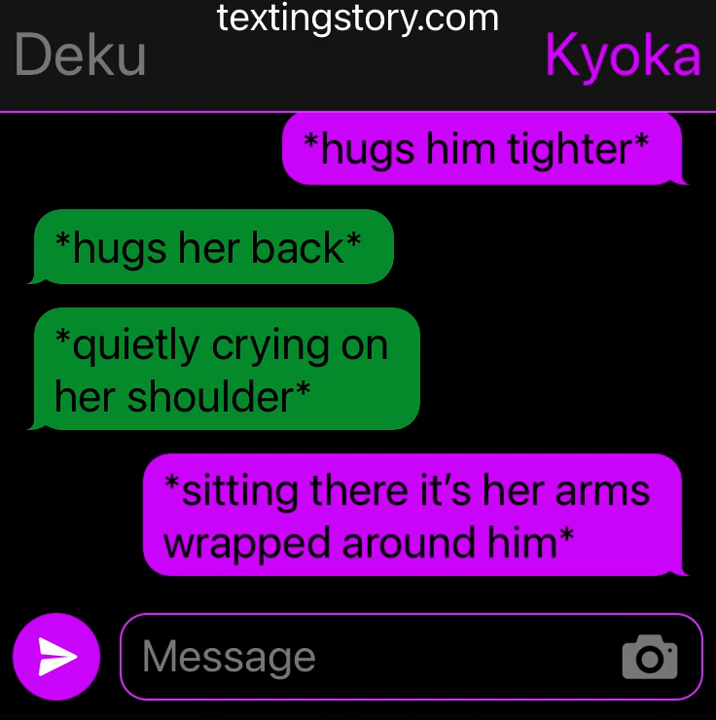 textingstory.com
Deku
Kyoka
*hugs him tighter*
*hugs her back*
*quietly crying on
her shoulder*
*sitting there it’s her arms
wrapped around him*
Message